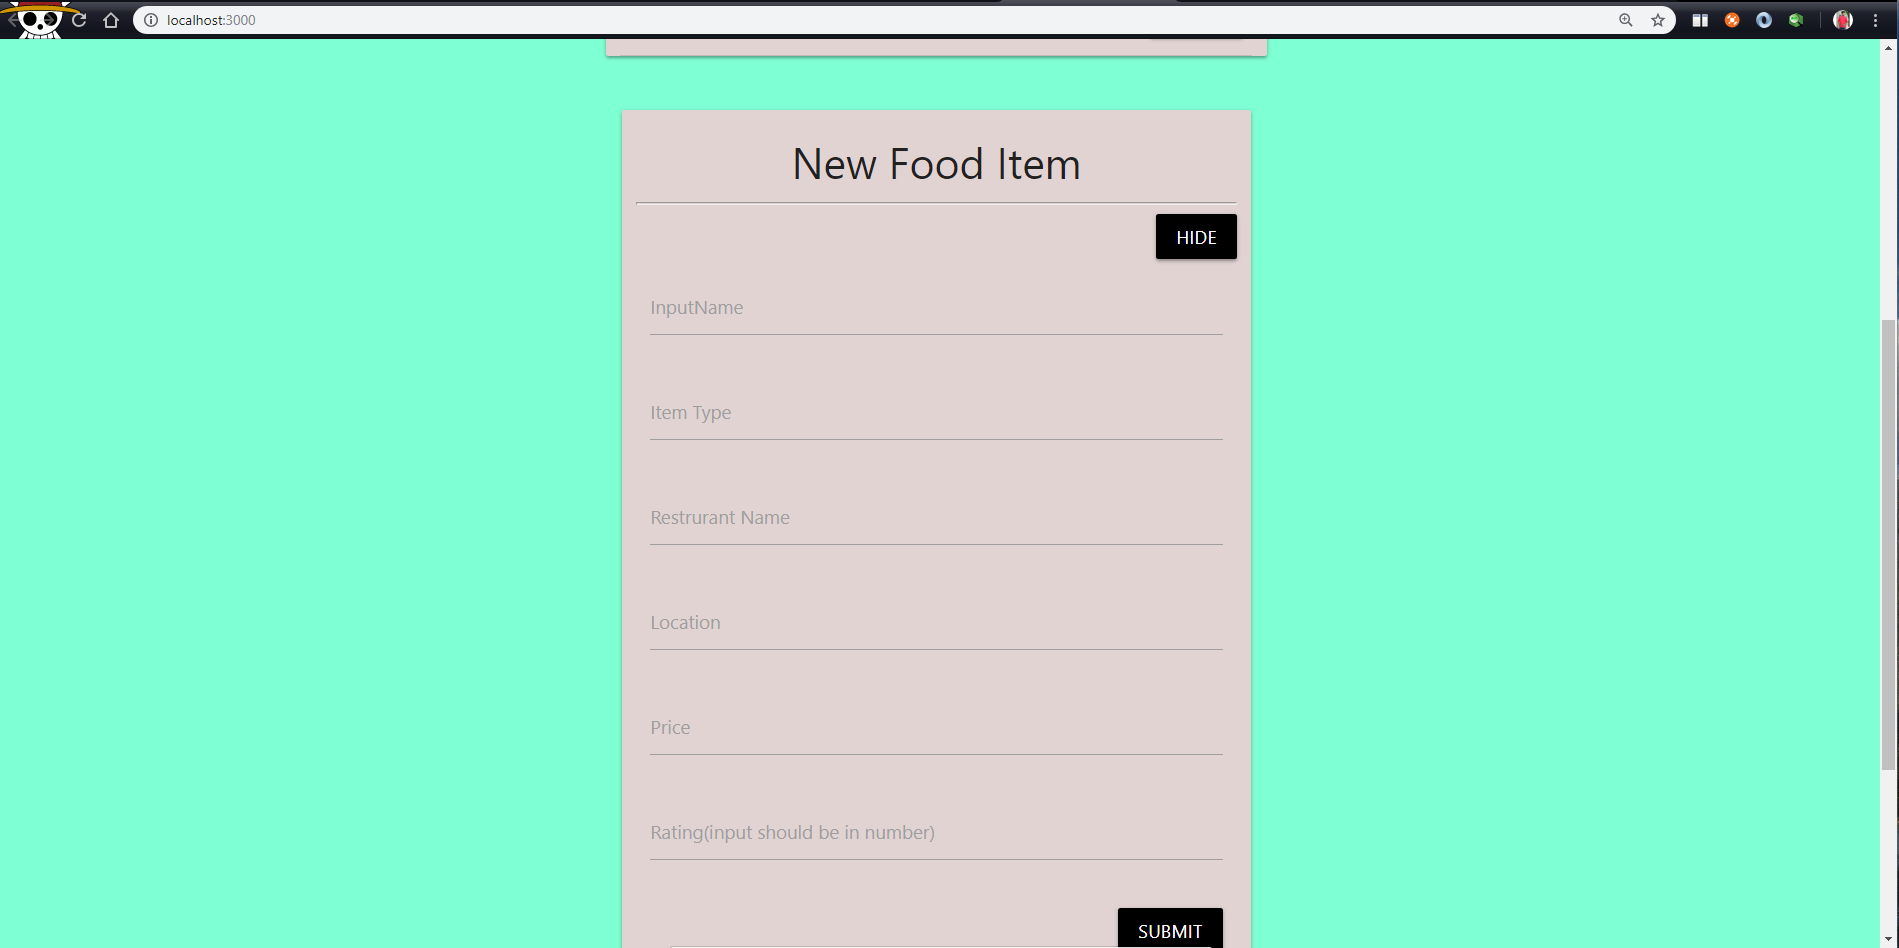 localhost:3000
New Food Item
HIDE
InputName
Item Type
Restrurant Name
Location
Price
Rating(input should be in number)
SUBMIT